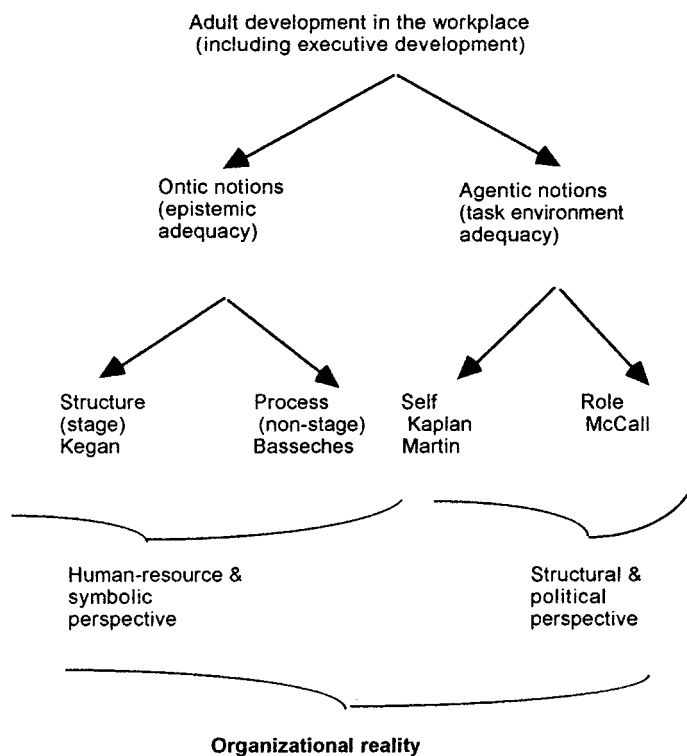 Adult development in the workplace
(including executive development)
Ontic notions
(epistemic
adequacy)
Agentic notions
(task environment
adequacy)
Structure
(stage)
Kegan
Process
(non-stage)
Basseches
Self
Kaplan
Martin
Role
McCall
Human-resource &
symbolic
perspective
Structural &
political
perspective
Organizational reality